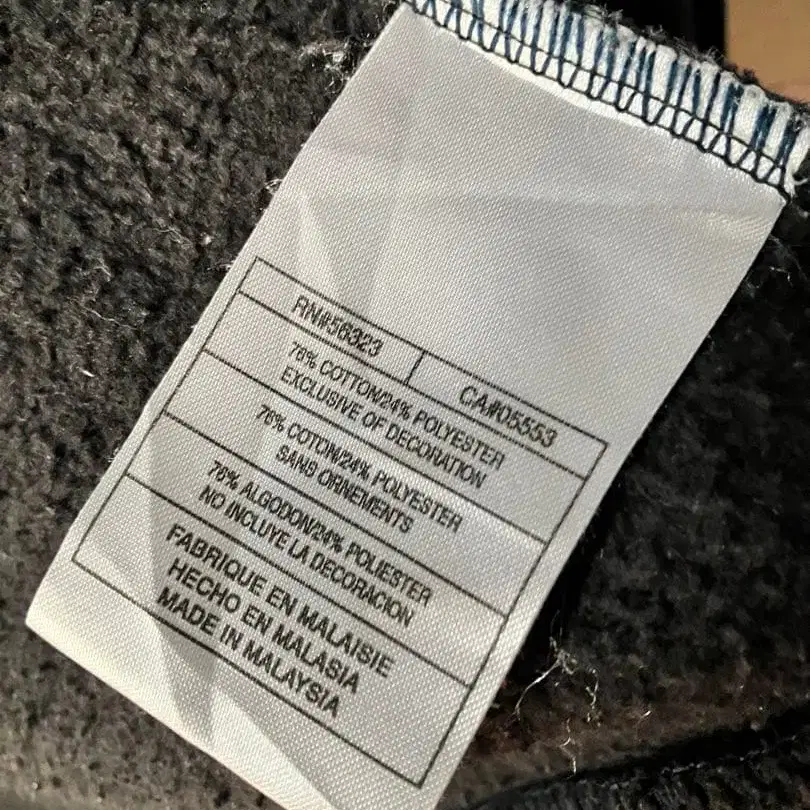 RN#56323 CA#05553
76% COTTON/24% POLYESTER
EXCLUSIVE OF DECORATION
76% COTON/24% POLYESTER
SANS ORNEMENTS
76% ALGODON/24% POLIESTER
NO INCLUYE LA DECORACION
FABRIQUE EN MALAISIE
HECHO EN MALASIA
MADE IN MALAYSIA